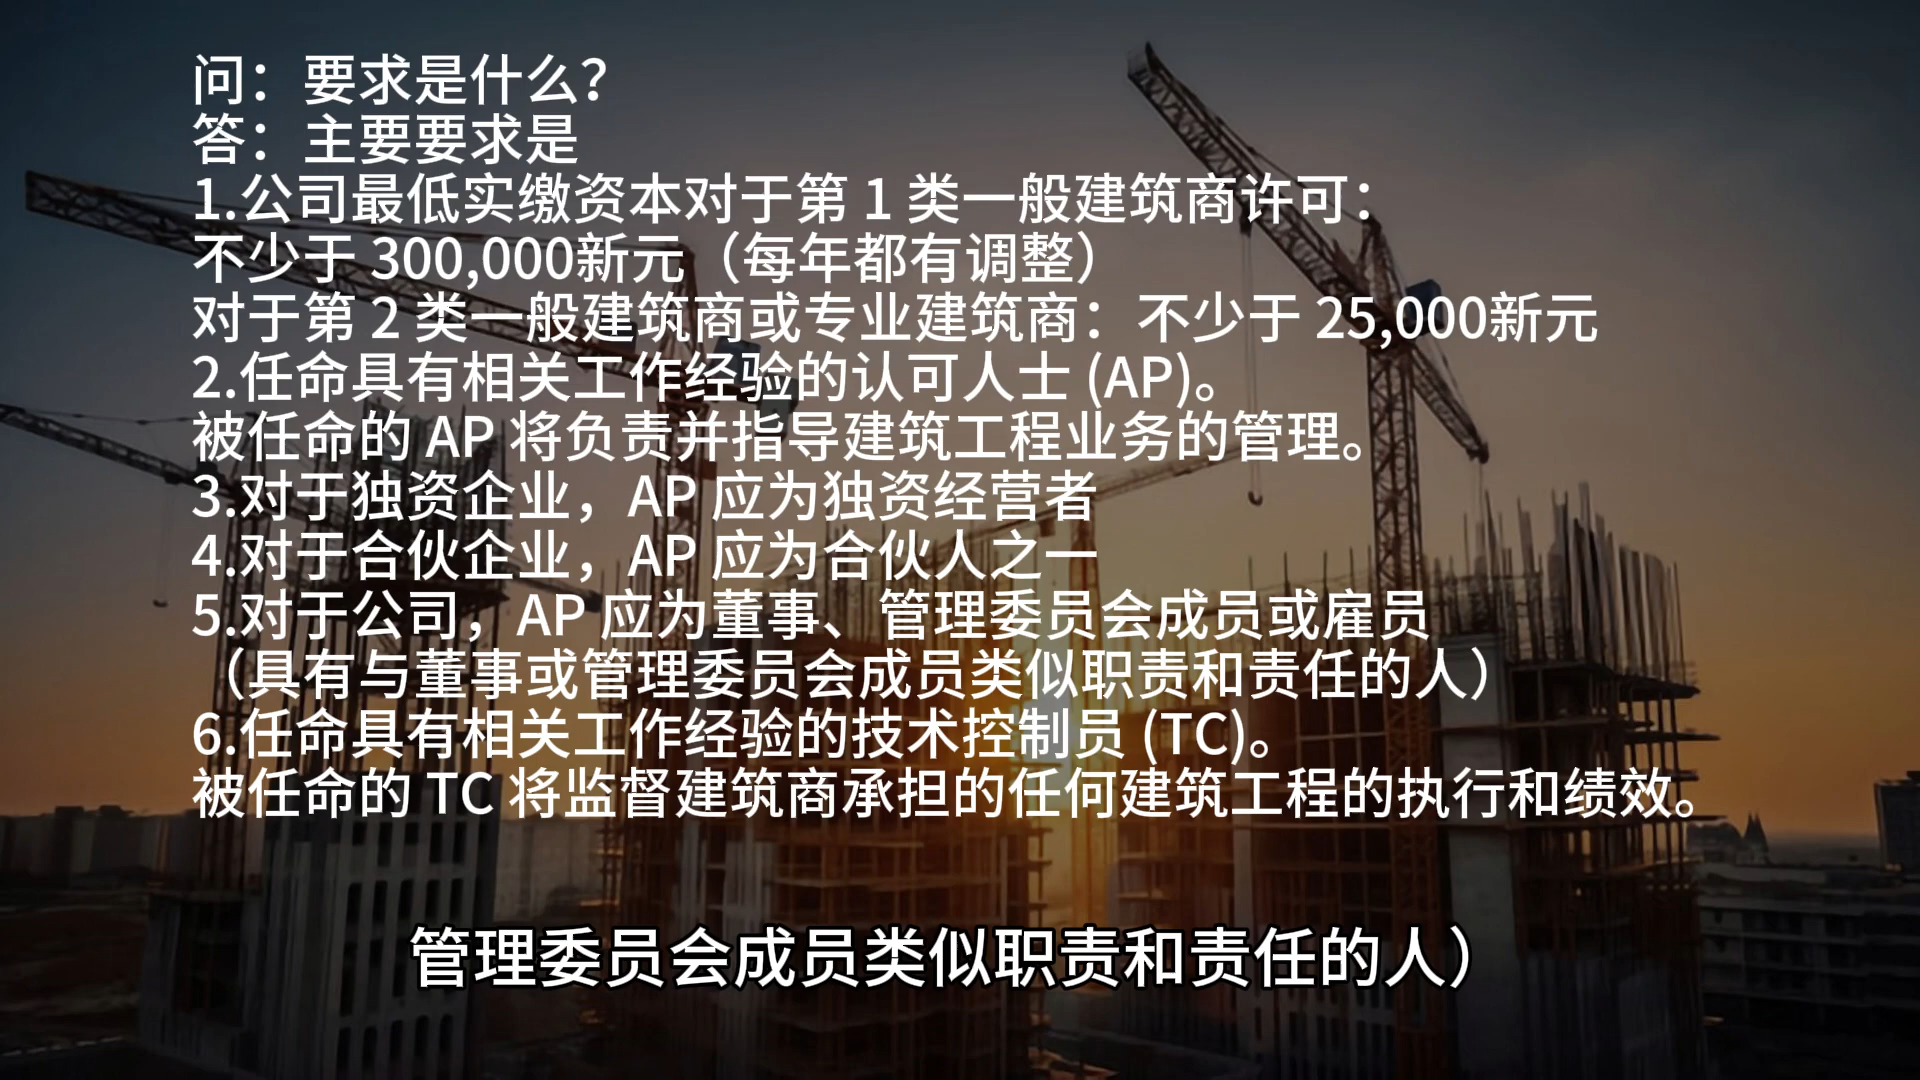 问：要求是什么？
答：主要要求是
1.公司最低实缴资本对于第 1 类一般建筑商许可：
不少于 300,000新元（每年都有调整）
对于第 2 类一般建筑商或专业建筑商：不少于 25,000新元
2.任命具有相关工作经验的认可人士 (AP)。
被任命的 AP 将负责并指导建筑工程业务的管理。
3.对于独资企业，AP 应为独资经营者
4.对于合伙企业，AP 应为合伙人之一
5.对于公司，AP 应为董事、管理委员会成员或雇员
（具有与董事或管理委员会成员类似职责和责任的人）
6.任命具有相关工作经验的技术控制员 (TC)。
被任命的 TC 将监督建筑商承担的任何建筑工程的执行和绩效。
管理委员会成员类似职责和责任的人）